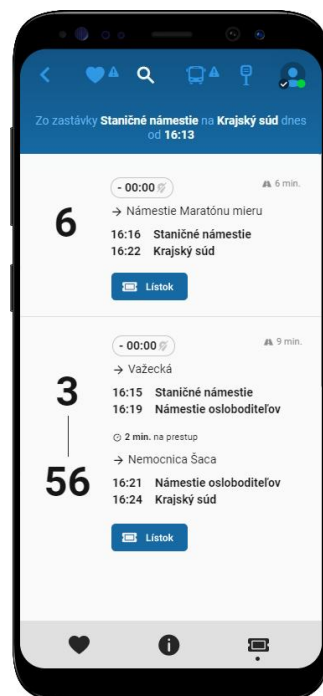 Zo zastávky Staničné námestie na Krajský súd dnes
od 16:13
- 00:00
6 min.
6
→ Námestie Maratónu mieru
16:16 Staničné námestie
16:22 Krajský súd
Lístok
- 00:00
9 min.
3
→ Važecká
16:15 Staničné námestie
16:19 Námestie osloboditeľov
2 min. na prestup
56
→ Nemocnica Šaca
16:21 Námestie osloboditeľov
16:24 Krajský súd
Lístok